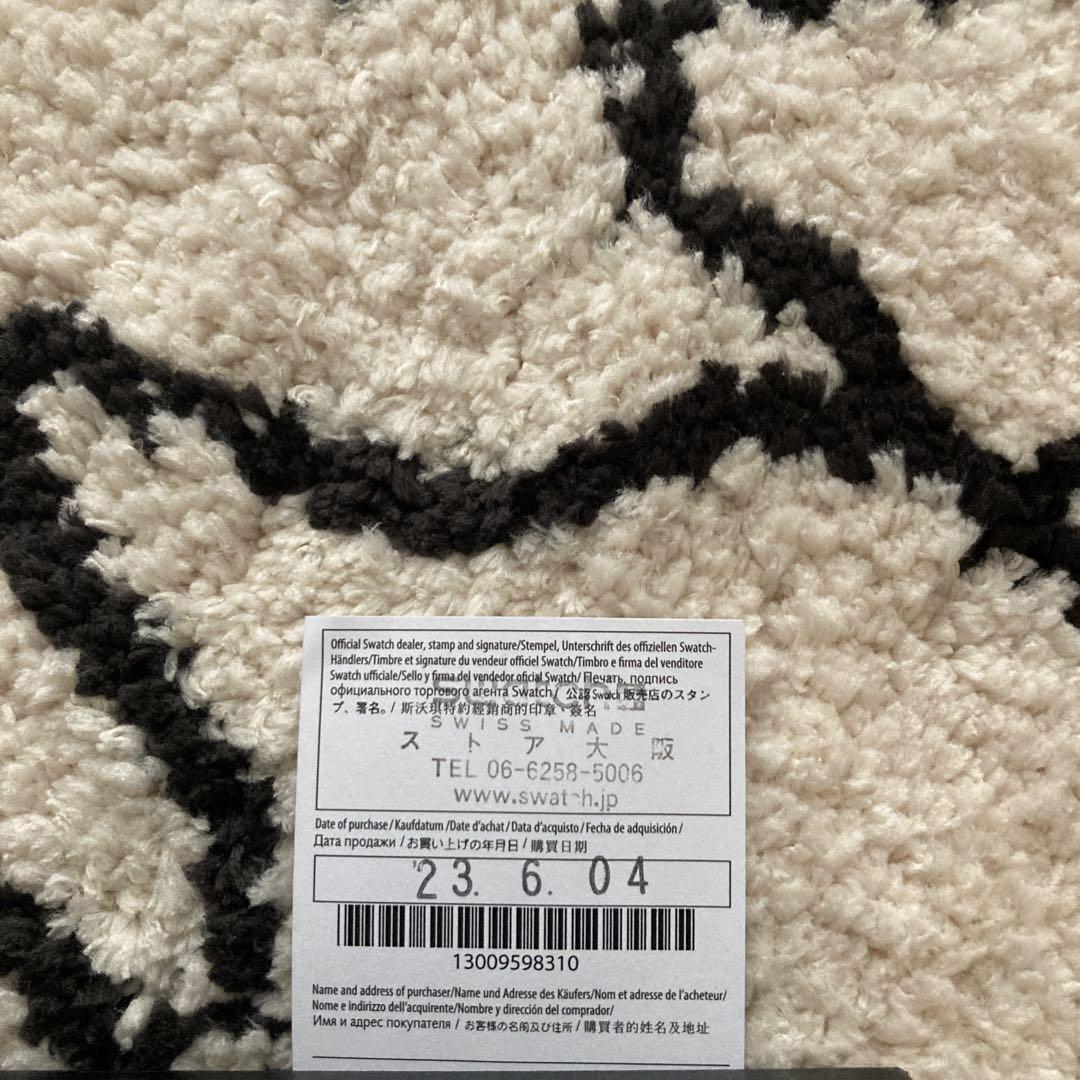 Official Swatch dealer, stamp and signature/Stempel, Unterschrift des offiziellen Swatch-
Händlers/Timbre et signature du vendeur officiel Swatch/Timbro e firma del venditore
Swatch ufficiale/Sello y firma del vendedor oficial Swatch/ Печать, подпись
официального торгового агента Swatch/ 公認 Swatch 販売店のスタン
プ、署名。/ 斯沃琪特約經銷商的印章、簽名
SWISS MADE
ストア大阪
TEL 06-6258-5006
www.swatch.jp
Date of purchase/Kaufdatum/Date d'achat/Data d'acquisto/Fecha de adquisición/
Дата продажи/お買い上げの年月日/購買日期
'23. 6. 04
13009598310
Name and address of purchaser/Name und Adresse des Käufers/Nom et adresse de l'acheteur/
Nome e indirizzo dell'acquirente/Nombre y dirección del comprador/
Имя и адрес покупателя / お客様の名前及び住所 / 購買者的姓名及地址